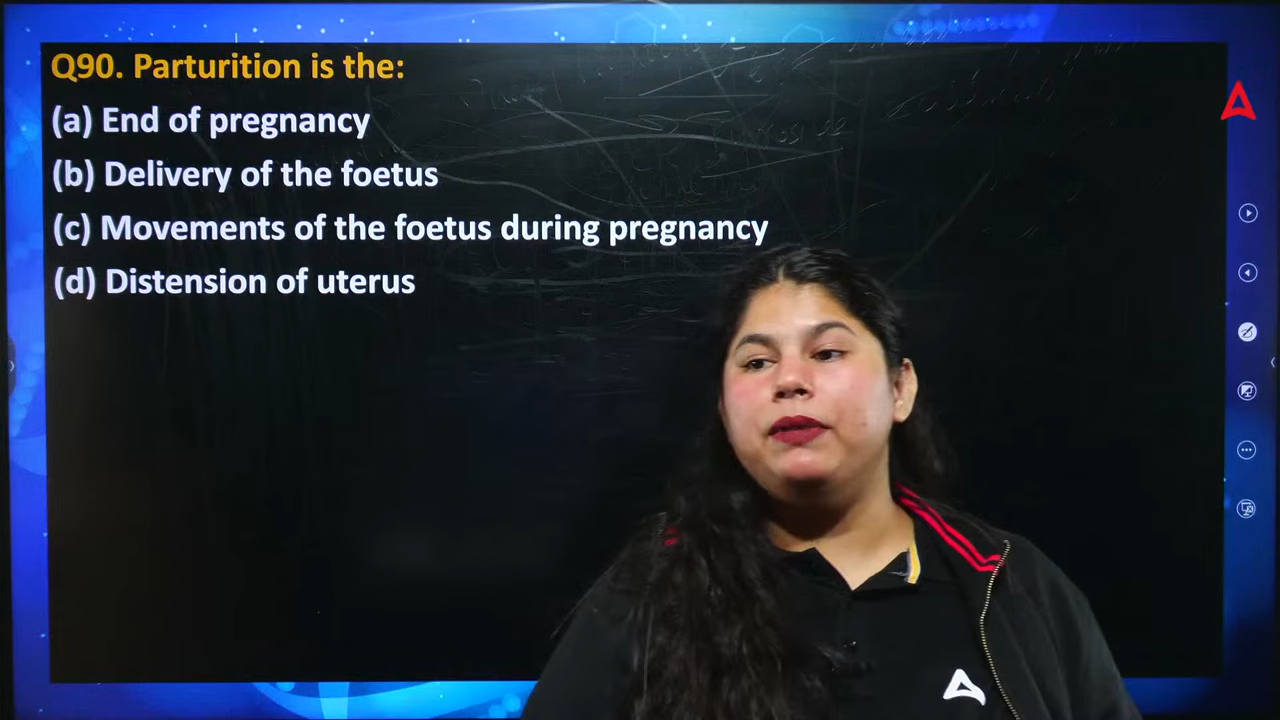 Q90. Parturition is the:
(a) End of pregnancy
(b) Delivery of the foetus
(c) Movements of the foetus during pregnancy
(d) Distension of uterus